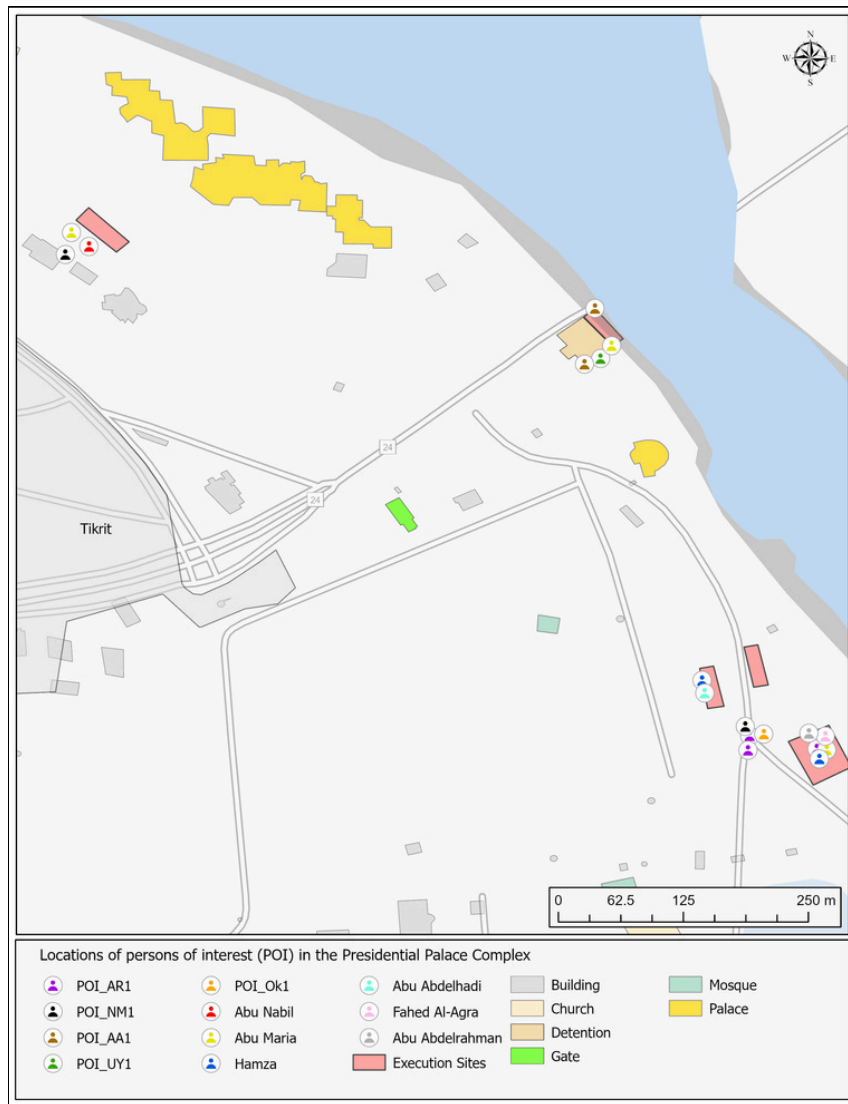 N
W E
S
24
24
Tikrit
0 62.5 125 250 m
Locations of persons of interest (POI) in the Presidential Palace Complex
POI_AR1
POI_NM1
POI_AA1
POI_UY1
POI_Ok1
Abu Nabil
Abu Maria
Hamza
Abu Abdelhadi
Fahed Al-Agra
Abu Abdelrahman
Execution Sites
Building
Church
Detention
Gate
Mosque
Palace